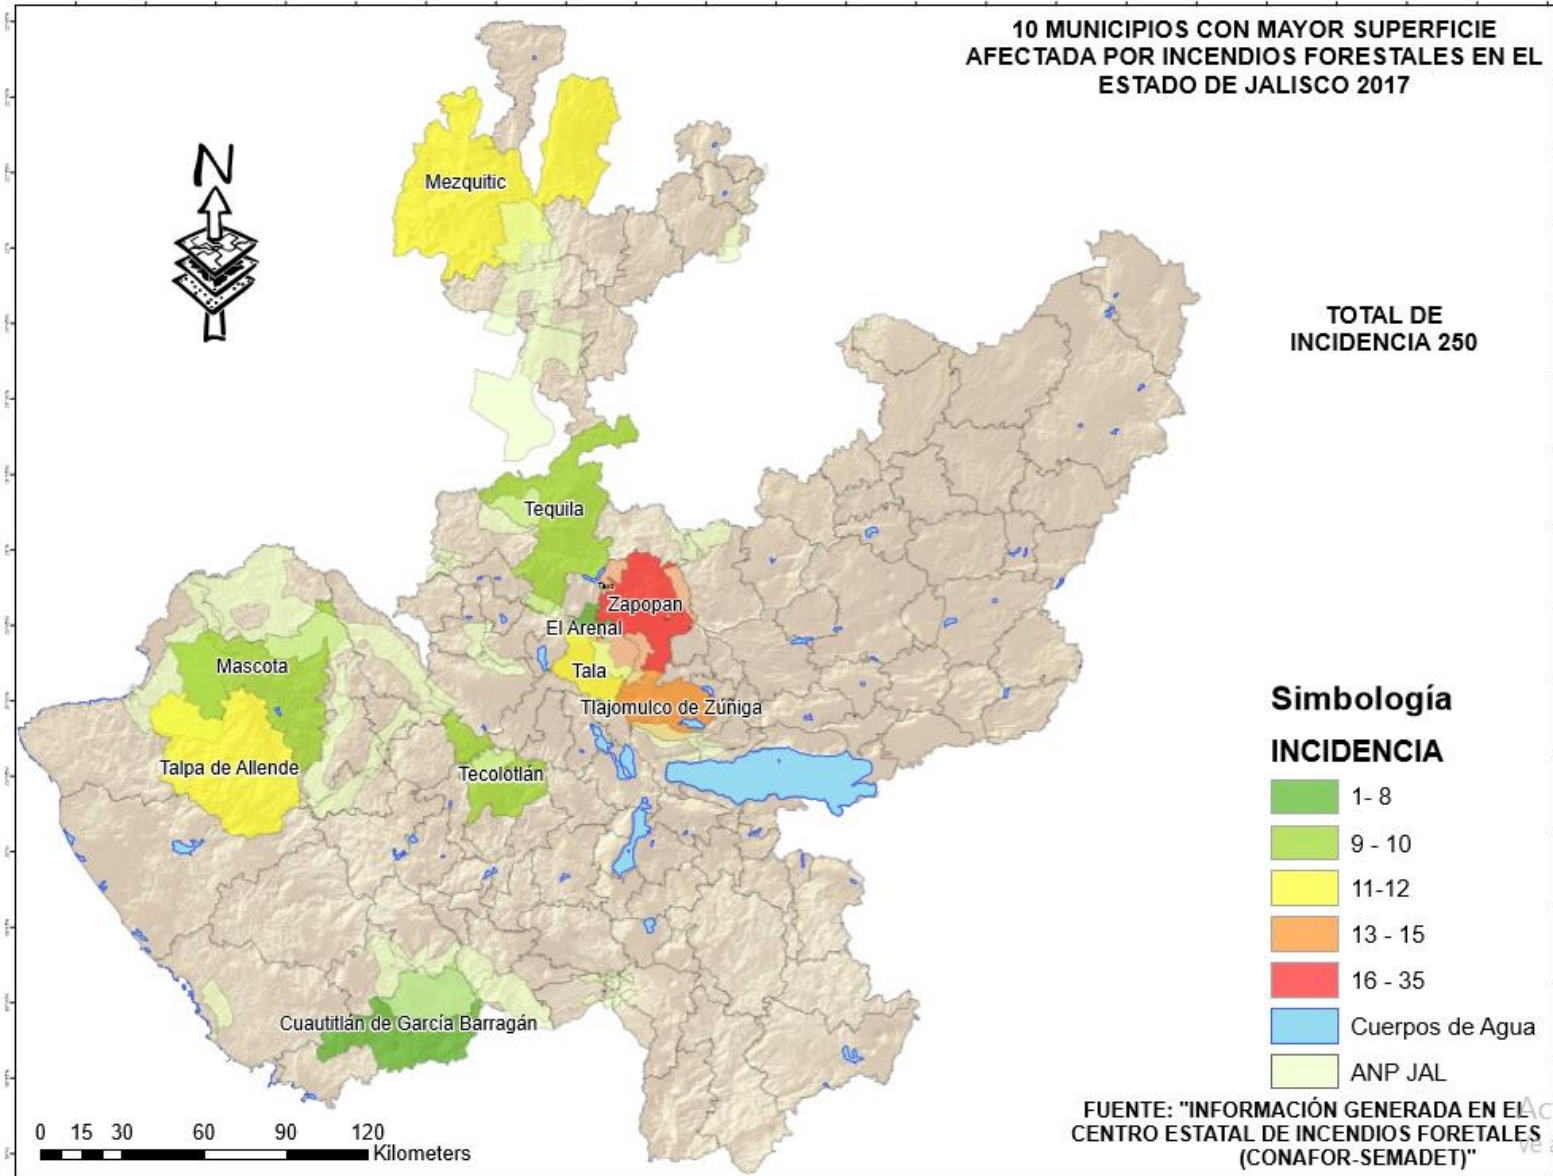 10 MUNICIPIOS CON MAYOR SUPERFICIE
AFECTADA POR INCENDIOS FORESTALES EN EL
ESTADO DE JALISCO 2017
N
Mezquitic
TOTAL DE
INCIDENCIA 250
Tequila
Zapopan
El Arenal
Mascota
Tala
Tlajomulco de Zúñiga
Talpa de Allende
Tecolotlán
Cuautitlán de García Barragán
Simbología
INCIDENCIA
1- 8
9 - 10
11-12
13 - 15
16 - 35
Cuerpos de Agua
ANP JAL
FUENTE: "INFORMACIÓN GENERADA EN EL
CENTRO ESTATAL DE INCENDIOS FORETALES
(CONAFOR-SEMADET)"
0 15 30 60 90 120
Kilometers